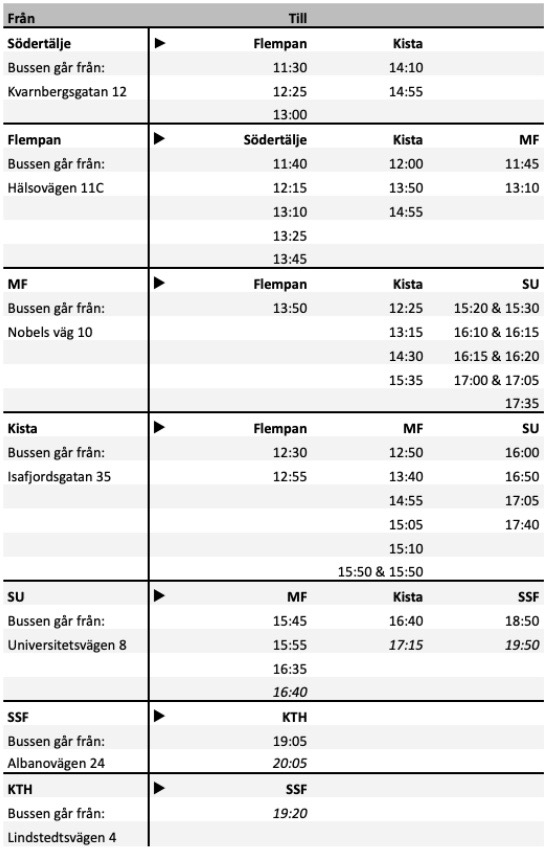 Från Till
Södertälje ▶ Flempan Kista
Bussen går från: 11:30 14:10
Kvarnbergsgatan 12 12:25 14:55
13:00
Flempan ▶ Södertälje Kista MF
Bussen går från: 11:40 12:00 11:45
Hälsovägen 11C 12:15 13:50 13:10
13:10 14:55
13:25
13:45
MF ▶ Flempan Kista SU
Bussen går från: 13:50 12:25 15:20 & 15:30
Nobels väg 10 13:15 16:10 & 16:15
14:30 16:15 & 16:20
15:35 17:00 & 17:05
17:35
Kista ▶ Flempan MF SU
Bussen går från: 12:30 12:50 16:00
Isafjordsgatan 35 12:55 13:40 16:50
14:55 17:05
15:05 17:40
15:10
15:50 & 15:50
SU ▶ MF Kista SSF
Bussen går från: 15:45 16:40 18:50
Universitetsvägen 8 15:55 17:15 19:50
16:35
16:40
SSF ▶ KTH
Bussen går från: 19:05
Albanovägen 24 20:05
KTH ▶ SSF
Bussen går från: 19:20
Lindstedtsvägen 4